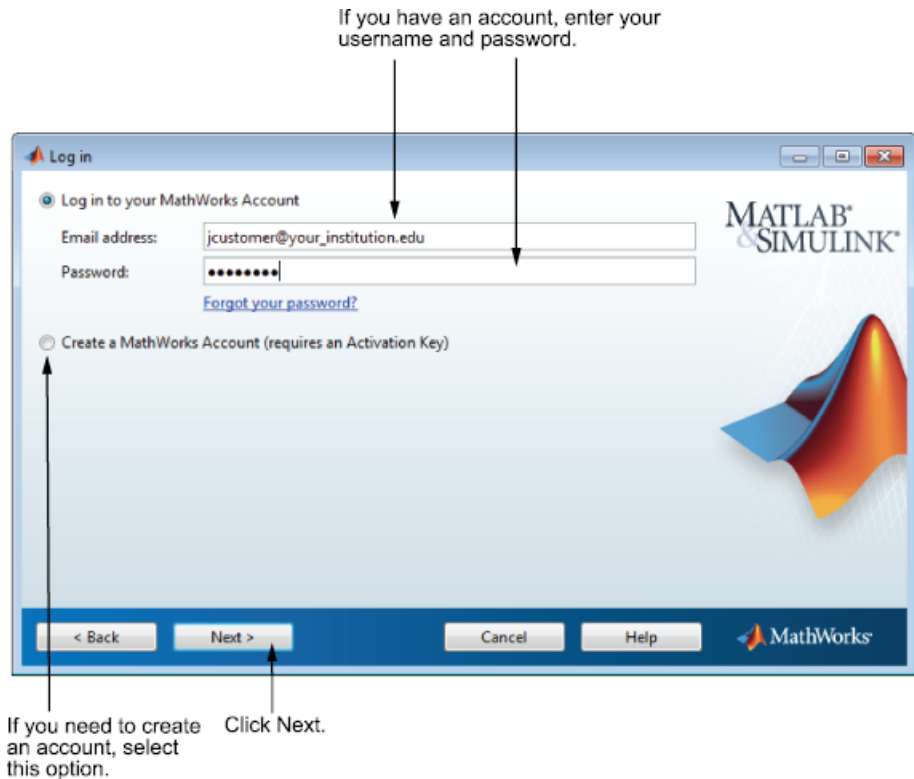 If you have an account, enter your
username and password.
Log in
Log in to your MathWorks Account
Email address:
jcustomer@your_institution.edu
Password:
••••••••
Forgot your password?
Create a MathWorks Account (requires an Activation Key)
MATLAB®
&SIMULINK®
< Back
Next >
Cancel
Help
MathWorks®
If you need to create
an account, select
this option.
Click Next.